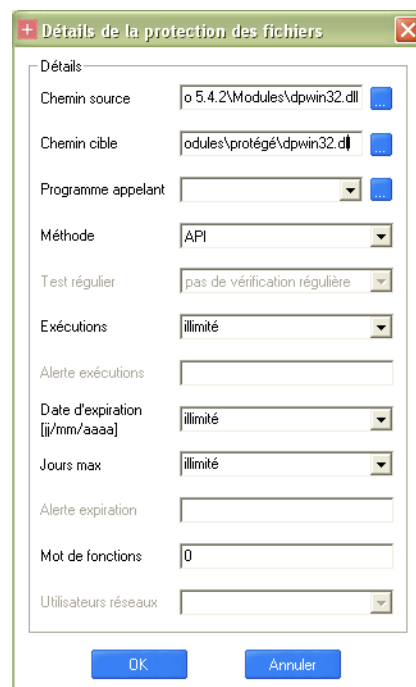 Détails de la protection des fichiers
Détails
Chemin source o 5.4.2\Modules\dpwin32.dll ...
Chemin cible odules\protégé\dpwin32.dll ...
Programme appelant ...
Méthode API
Test régulier pas de vérification régulière
Exécutions illimité
Alerte exécutions
Date d'expiration illimité
[jj/mm/aaaa]
Jours max illimité
Alerte expiration
Mot de fonctions 0
Utilisateurs réseaux
OK Annuler